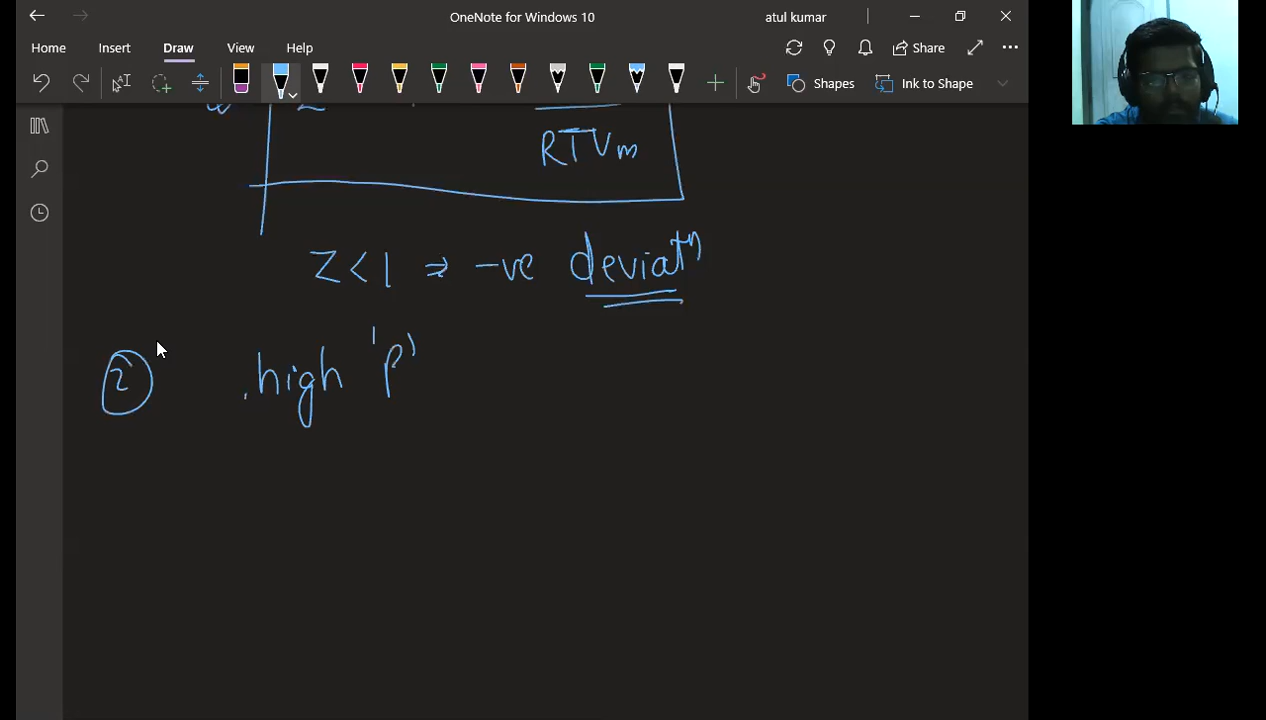 OneNote for Windows 10
atul kumar
Home Insert Draw View Help
Share
Shapes
Ink to Shape
Z
RTVm
Z < 1 ⇒ -ve deviatⁿ
② .high 'P'